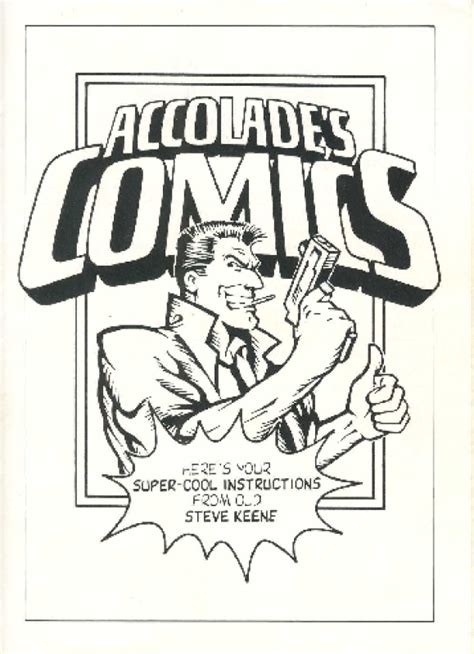 ACCOLADE'S
COMICS
HERE'S YOUR
SUPER-COOL INSTRUCTIONS
FROM OLD
STEVE KEENE